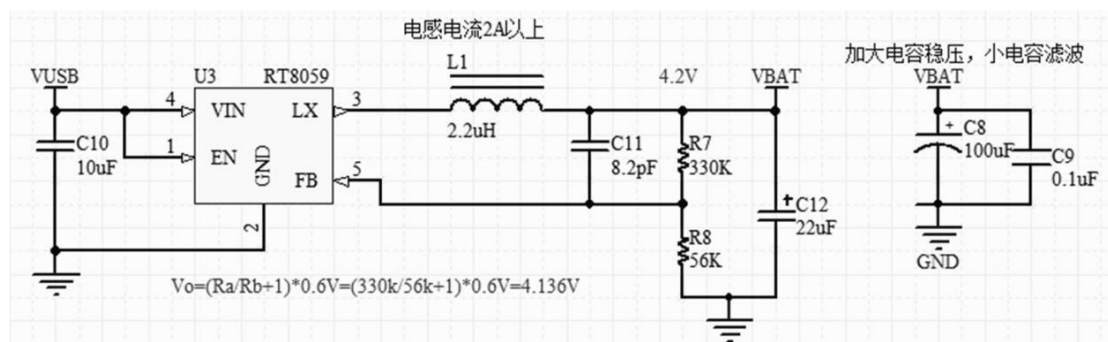 电感电流2A以上
加大电容稳压，小电容滤波
VUSB
U3
RT8059
L1
4.2V
VBAT
VBAT
4
VIN
LX
3
2.2uH
C10
10uF
1
EN
GND
FB
5
2
C11
8.2pF
R7
330K
C8
100uF
+
C9
0.1uF
+
C12
22uF
R8
56K
GND
Vo=(Ra/Rb+1)*0.6V=(330k/56k+1)*0.6V=4.136V